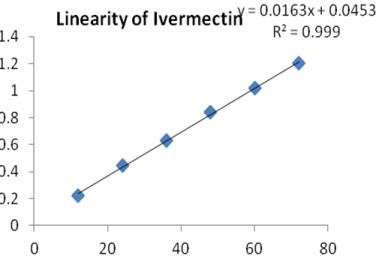 Linearity of Ivermectin
y = 0.0163x + 0.0453
R² = 0.999
1.4
1.2
1
0.8
0.6
0.4
0.2
0
0 20 40 60 80